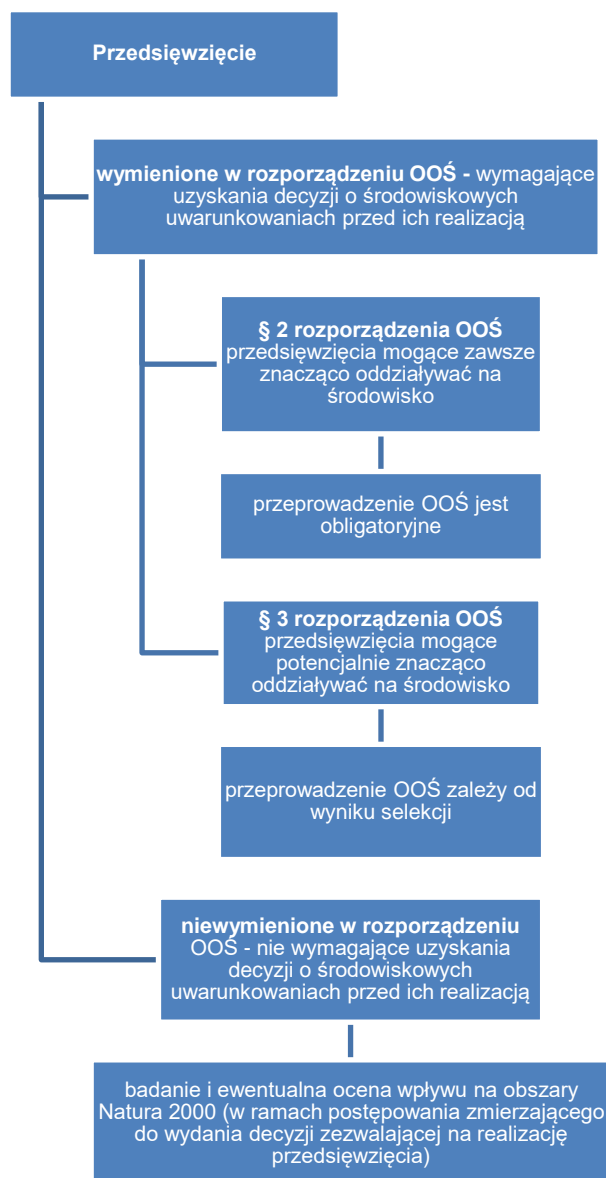 Przedsięwzięcie
wymienione w rozporządzeniu OOŚ - wymagające
uzyskania decyzji o środowiskowych
uwarunkowaniach przed ich realizacją
§ 2 rozporządzenia OOŚ
przedsięwzięcia mogące zawsze
znacząco oddziaływać na
środowisko
przeprowadzenie OOŚ jest
obligatoryjne
§ 3 rozporządzenia OOŚ
przedsięwzięcia mogące
potencjalnie znacząco
oddziaływać na środowisko
przeprowadzenie OOŚ zależy od
wyniku selekcji
niewymienione w rozporządzeniu
OOŚ - nie wymagające uzyskania
decyzji o środowiskowych
uwarunkowaniach przed ich realizacją
badanie i ewentualna ocena wpływu na obszary
Natura 2000 (w ramach postępowania zmierzającego
do wydania decyzji zezwalającej na realizację
przedsięwzięcia)